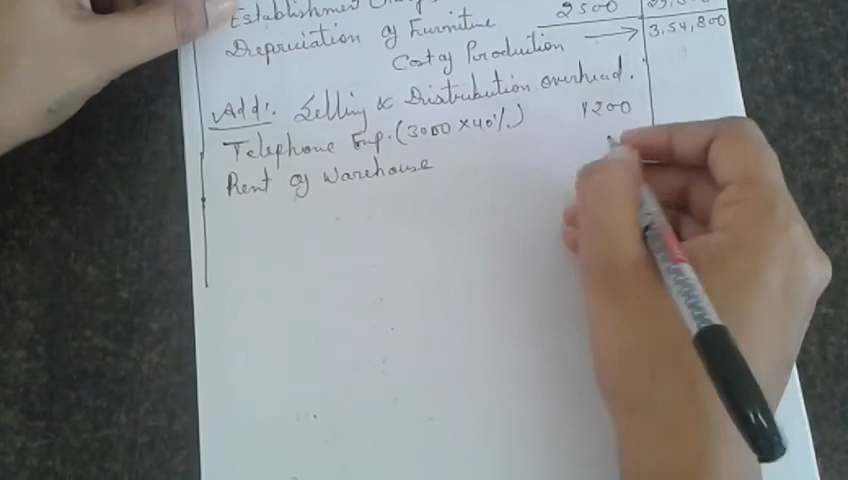 Establishment
Depreciation of Furniture 2500
Cost of Production → 3,54,800
Add: Selling & Distribution overhead.
Telephone Exp. (3000 × 40%) 1200
Rent of Warehouse